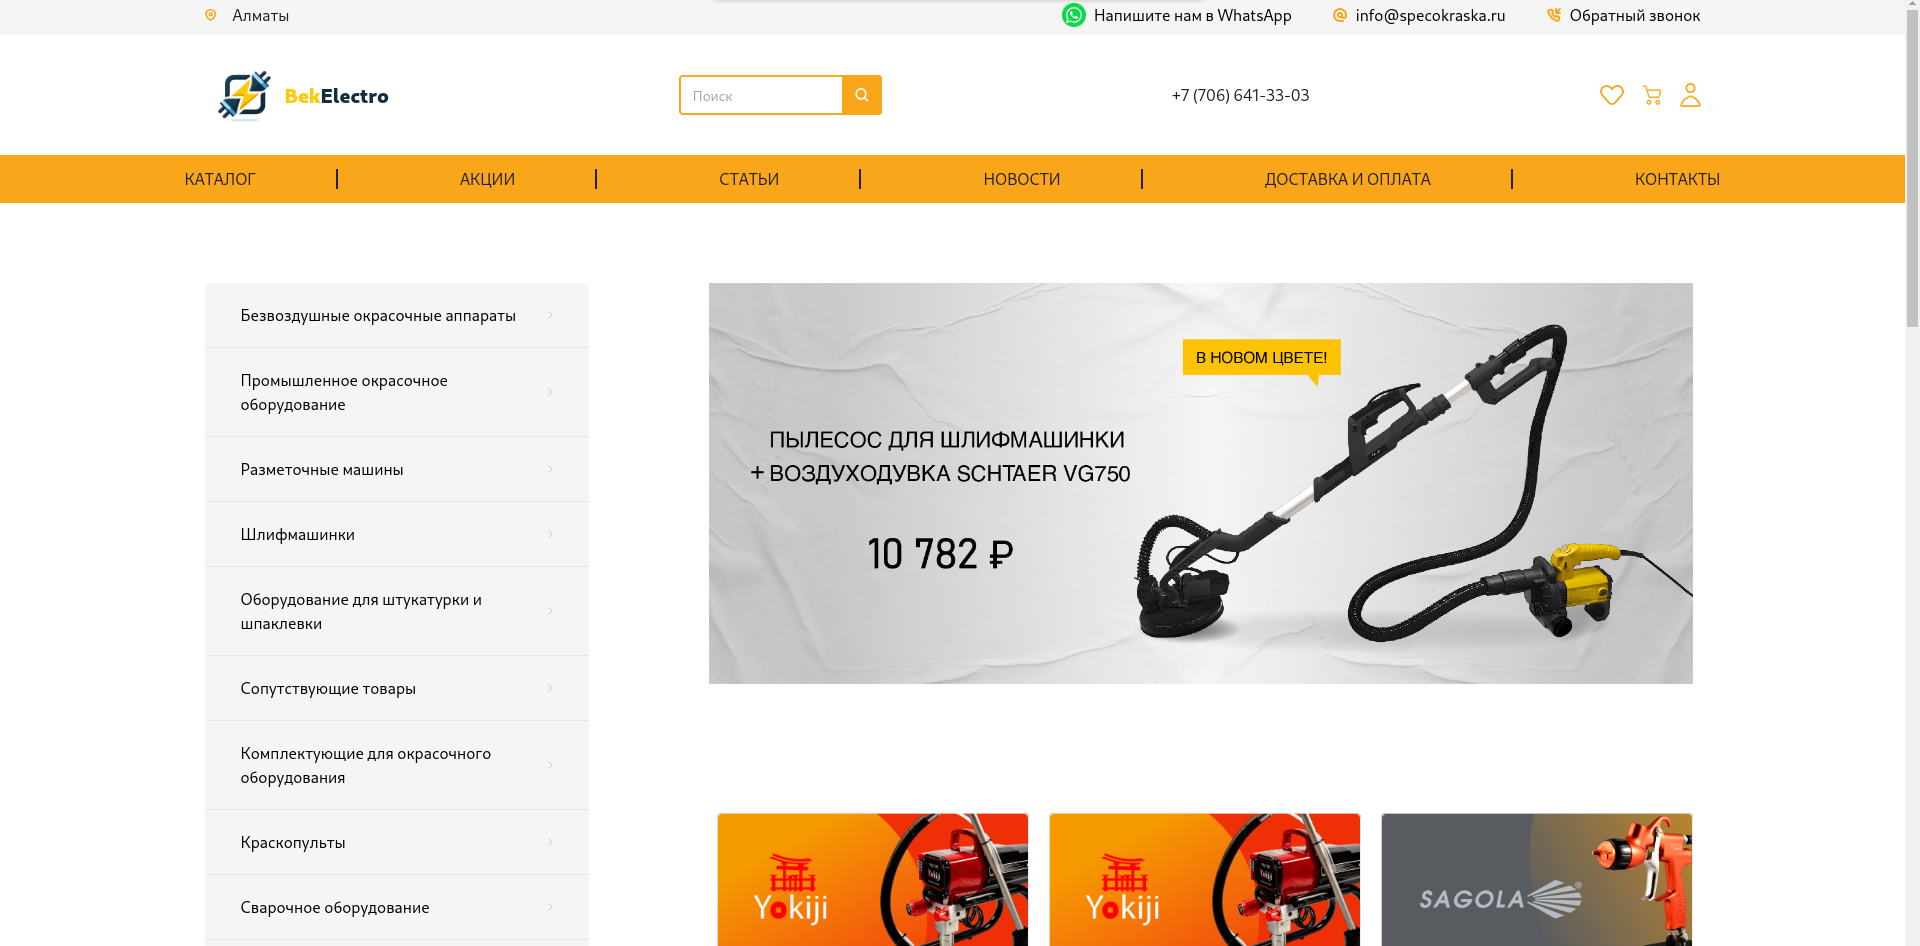 Алматы
Напишите нам в WhatsApp
info@specokraska.ru
Обратный звонок
BekElectro
Поиск
+7 (706) 641-33-03
КАТАЛОГ
АКЦИИ
СТАТЬИ
НОВОСТИ
ДОСТАВКА И ОПЛАТА
КОНТАКТЫ
Безвоздушные окрасочные аппараты
Промышленное окрасочное
оборудование
Разметочные машины
Шлифмашинки
Оборудование для штукатурки и
шпаклевки
Сопутствующие товары
Комплектующие для окрасочного
оборудования
Краскопульты
Сварочное оборудование
В НОВОМ ЦВЕТЕ!
ПЫЛЕСОС ДЛЯ ШЛИФМАШИНКИ
+ ВОЗДУХОДУВКА SCHTAER VG750
10 782 ₽
Yokiji
Yokiji
Yokiji
Yokiji
SAGOLA®